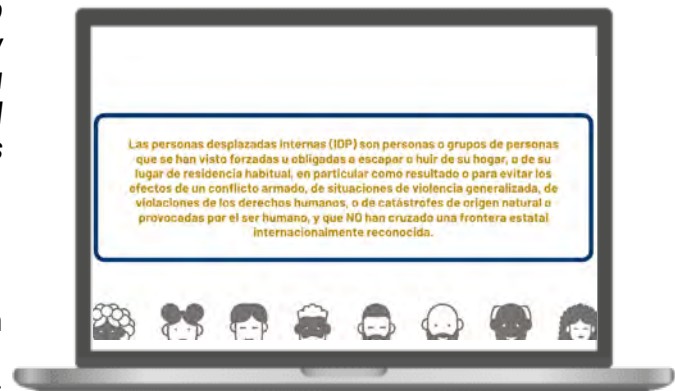 Las personas desplazadas internas (IDP) son personas o grupos de personas
que se han visto forzadas u obligadas a escapar o huir de su hogar, o de su
lugar de residencia habitual, en particular como resultado o para evitar los
efectos de un conflicto armado, de situaciones de violencia generalizada, de
violaciones de los derechos humanos, o de catástrofes de origen natural o
provocadas por el ser humano, y que NO han cruzado una frontera estatal
internacionalmente reconocida.